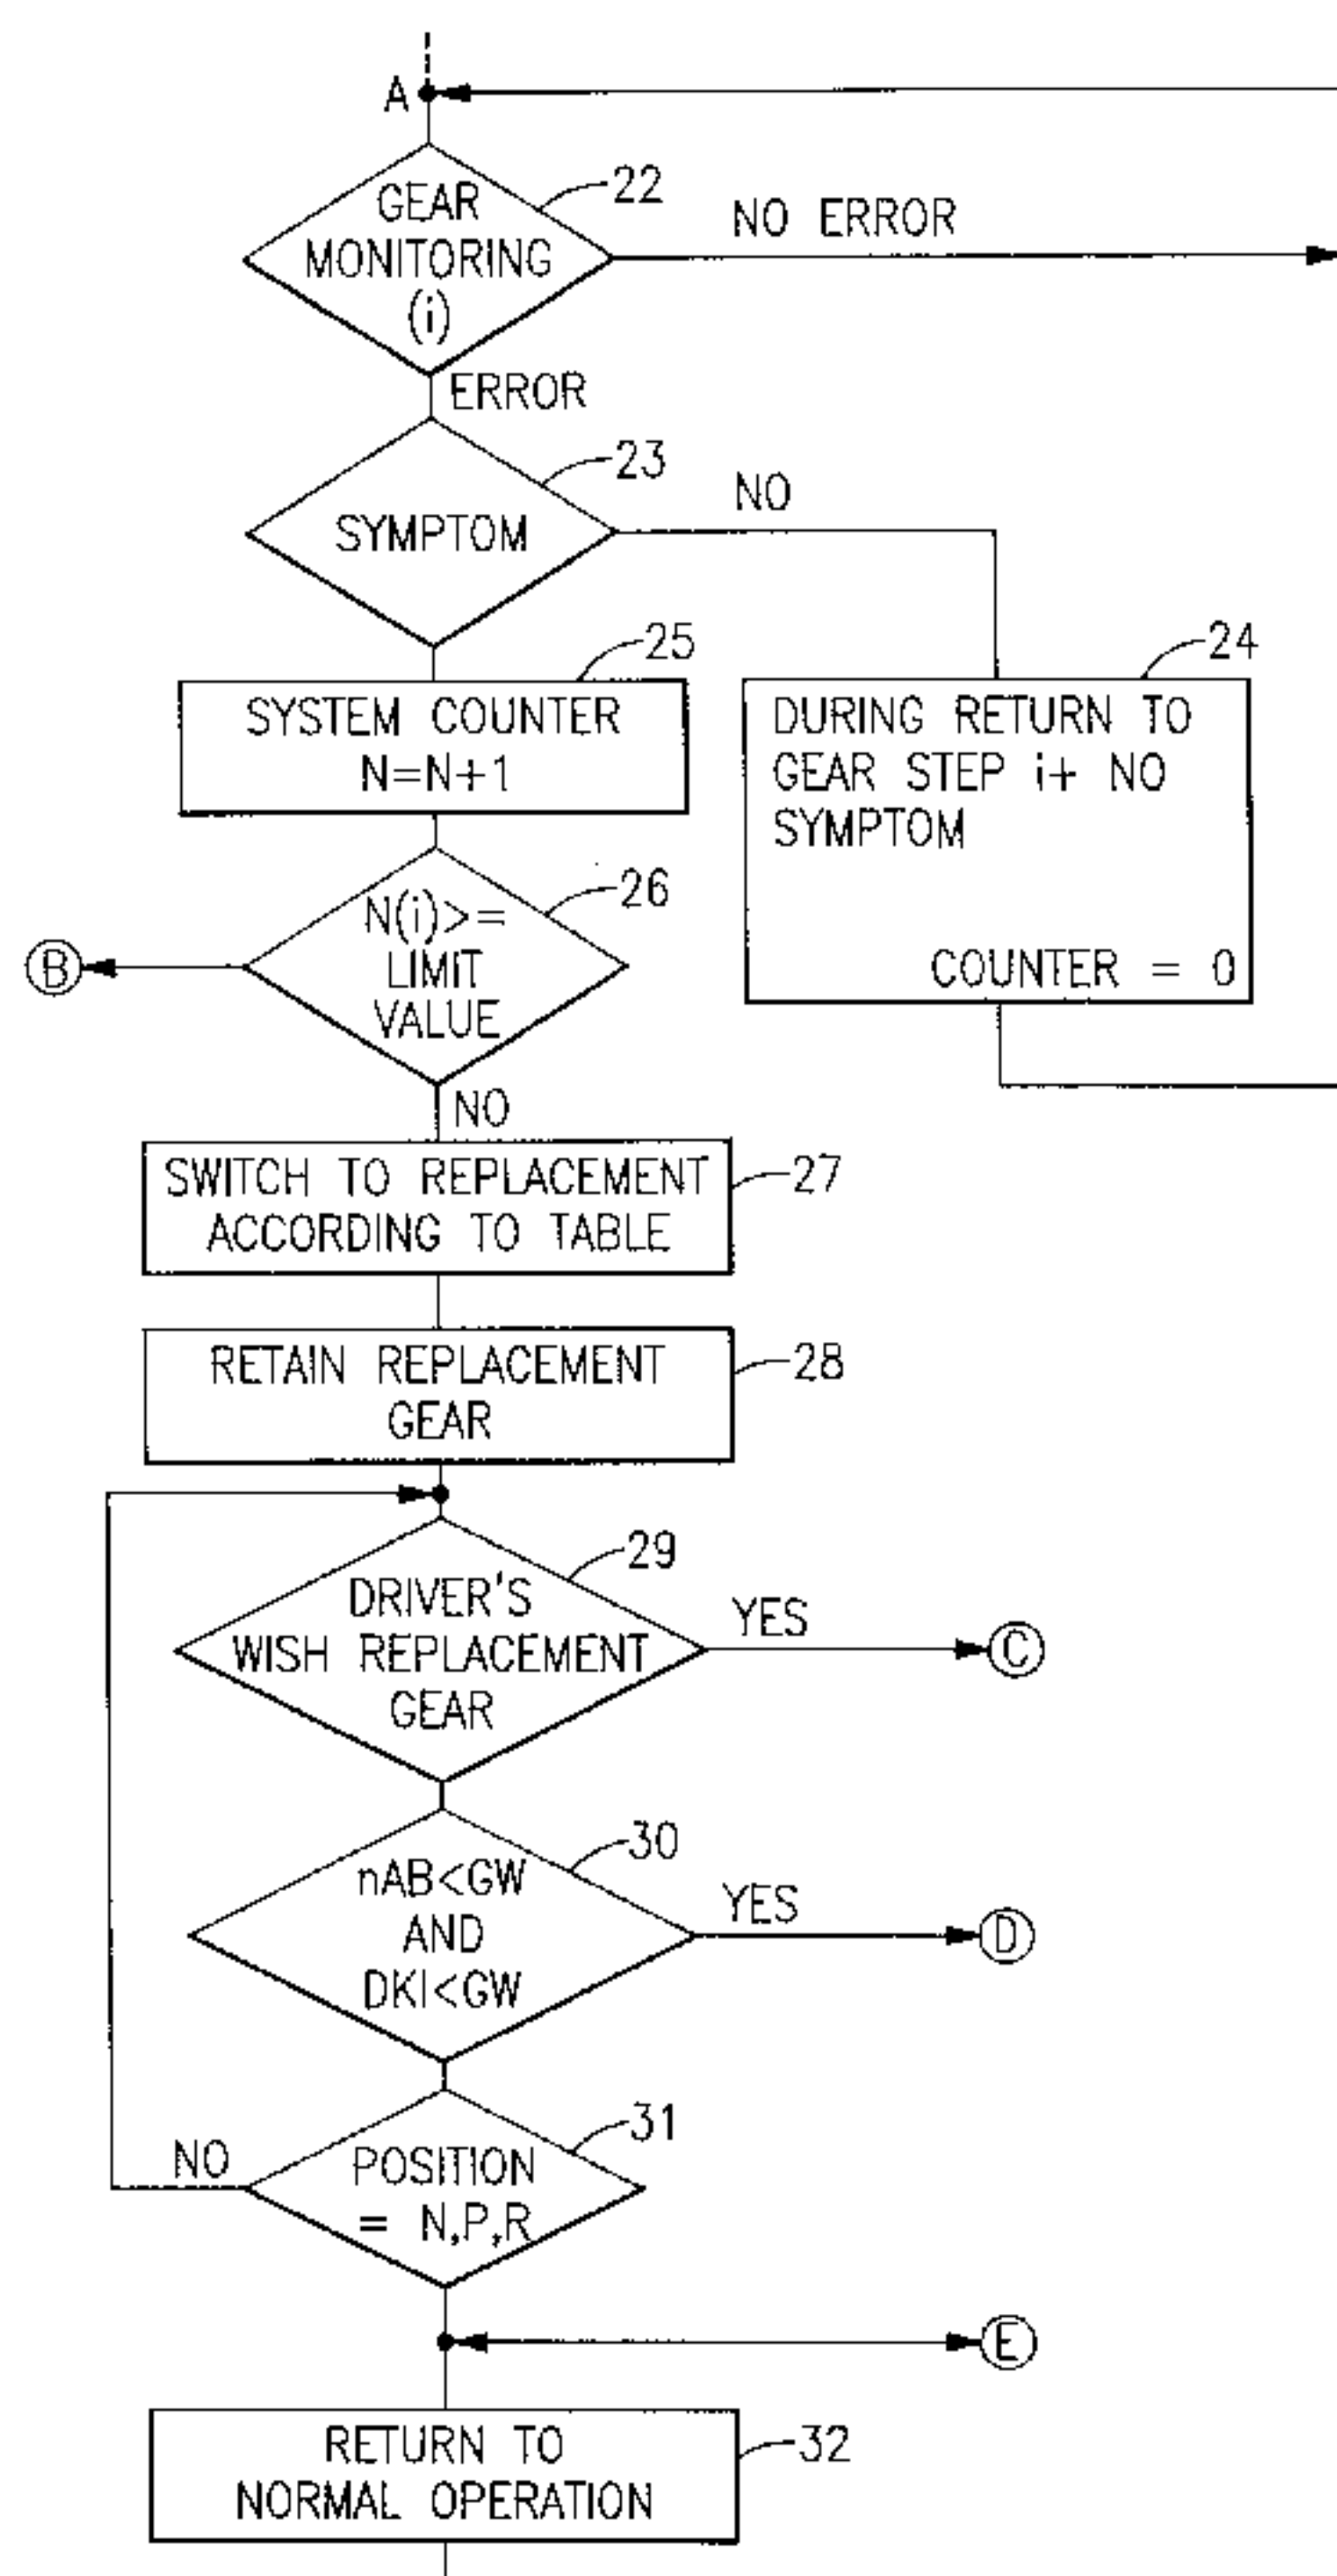 A
GEAR
MONITORING
(i)
22
NO ERROR
ERROR
SYMPTOM
23
NO
25
SYSTEM COUNTER
N=N+1
24
DURING RETURN TO
GEAR STEP i+ NO
SYMPTOM
COUNTER = 0
26
N(i)>=
LIMIT
VALUE
B
NO
SWITCH TO REPLACEMENT
ACCORDING TO TABLE
27
RETAIN REPLACEMENT
GEAR
28
29
DRIVER'S
WISH REPLACEMENT
GEAR
YES
C
30
nAB<GW
AND
DKI<GW
YES
D
31
NO
POSITION
= N,P,R
E
RETURN TO
NORMAL OPERATION
32